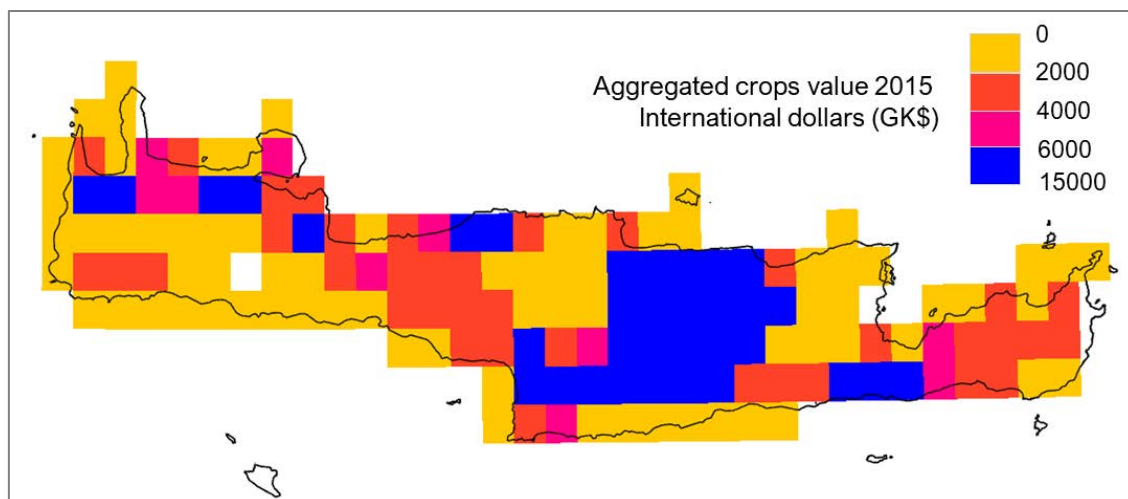 0
2000
4000
6000
15000
Aggregated crops value 2015
International dollars (GK$)